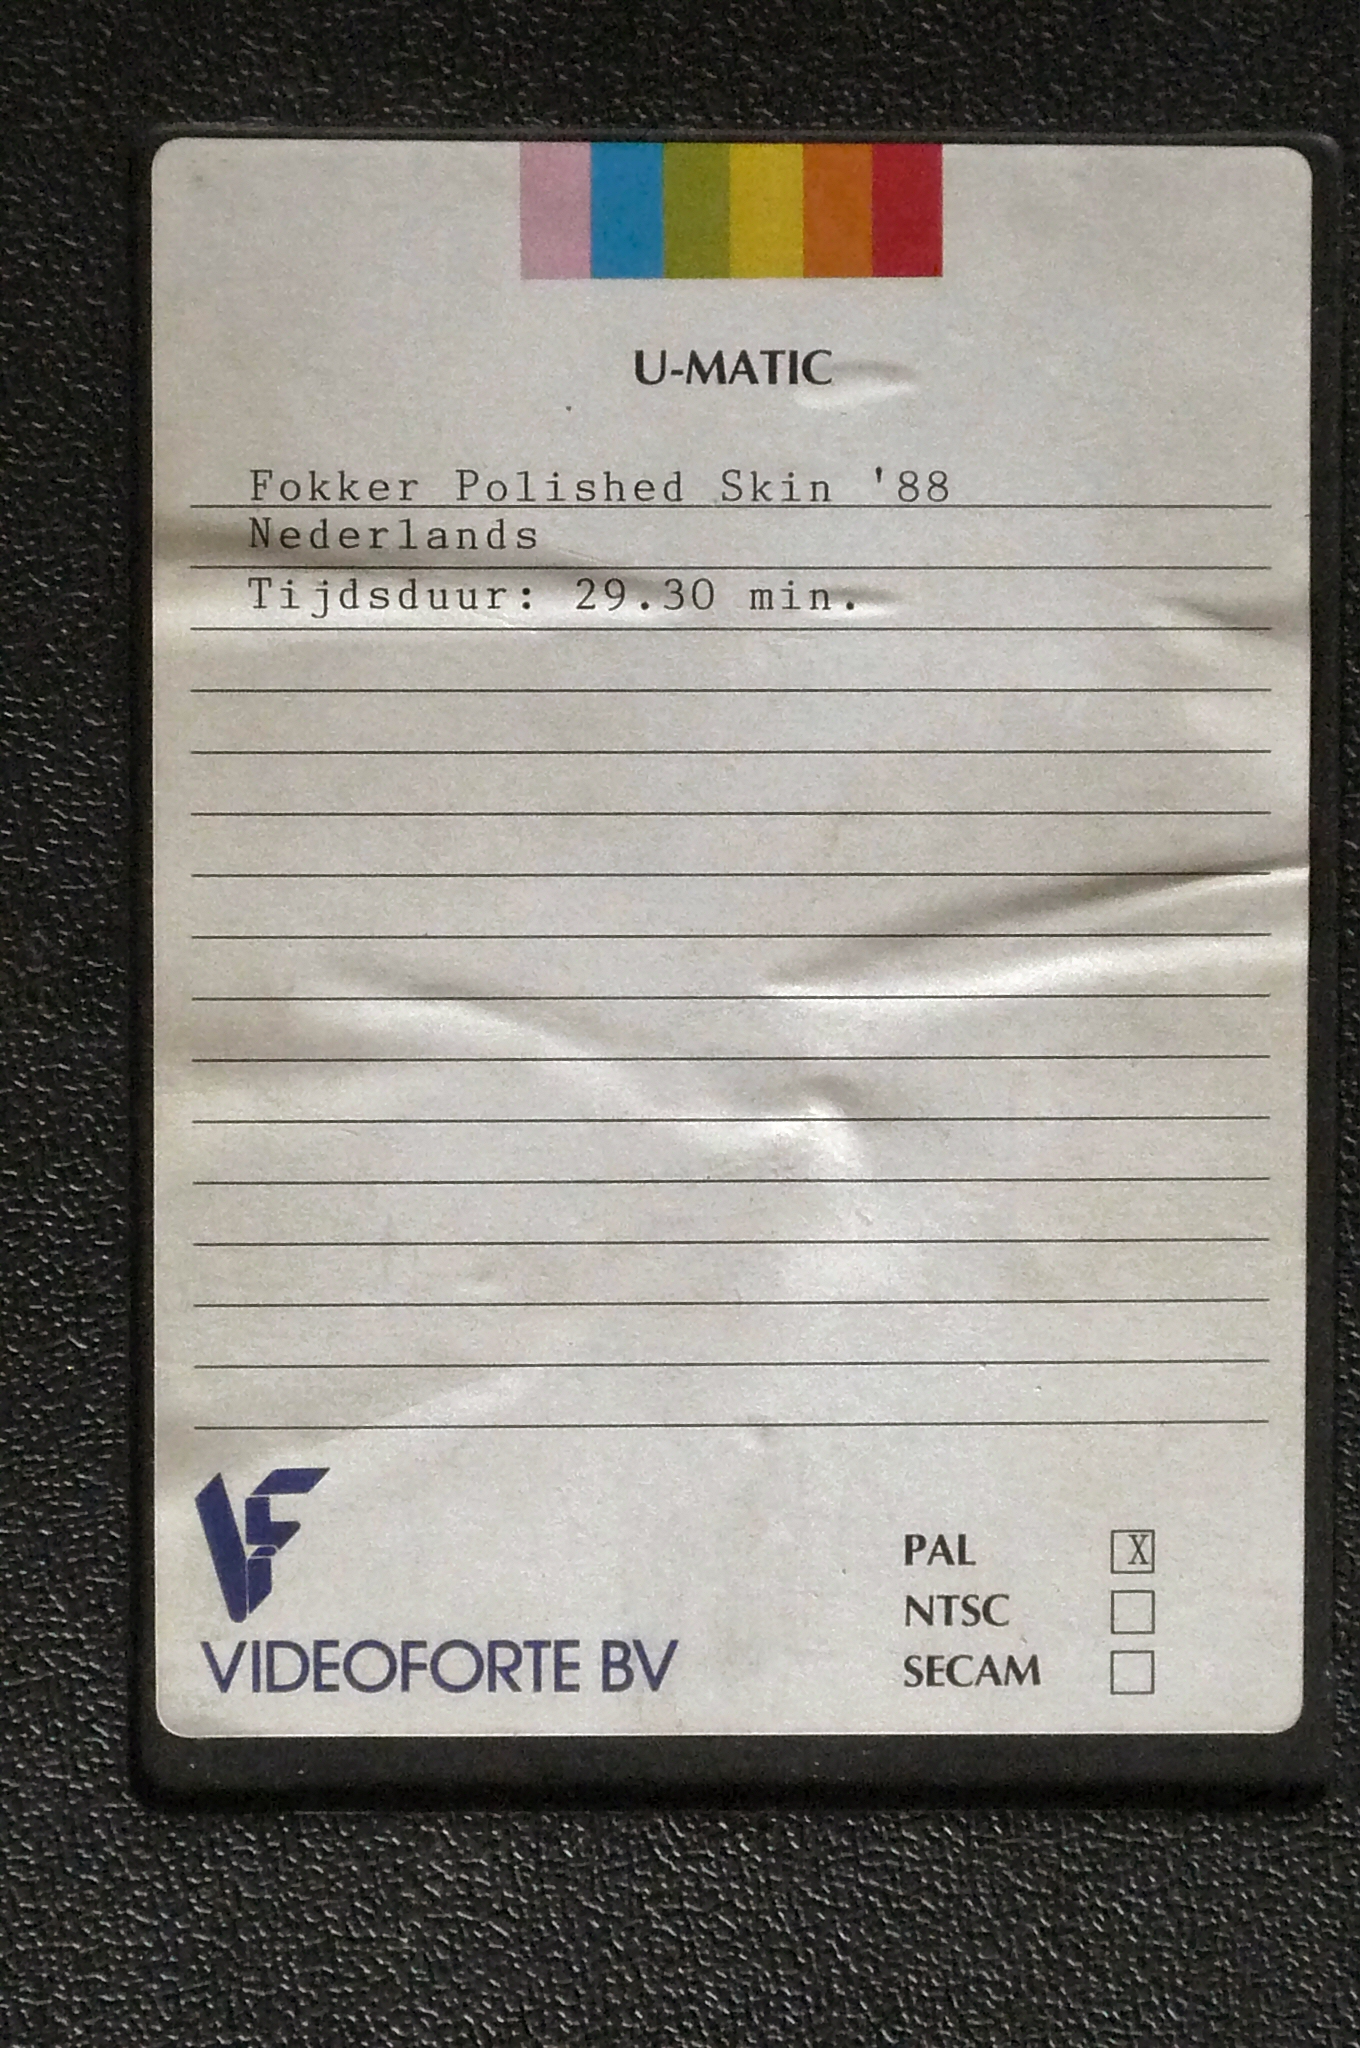 U-MATIC
Fokker Polished Skin '88
Nederlands
Tijdsduur: 29.30 min.
VF
VIDEOFORTE BV
PAL X
NTSC
SECAM